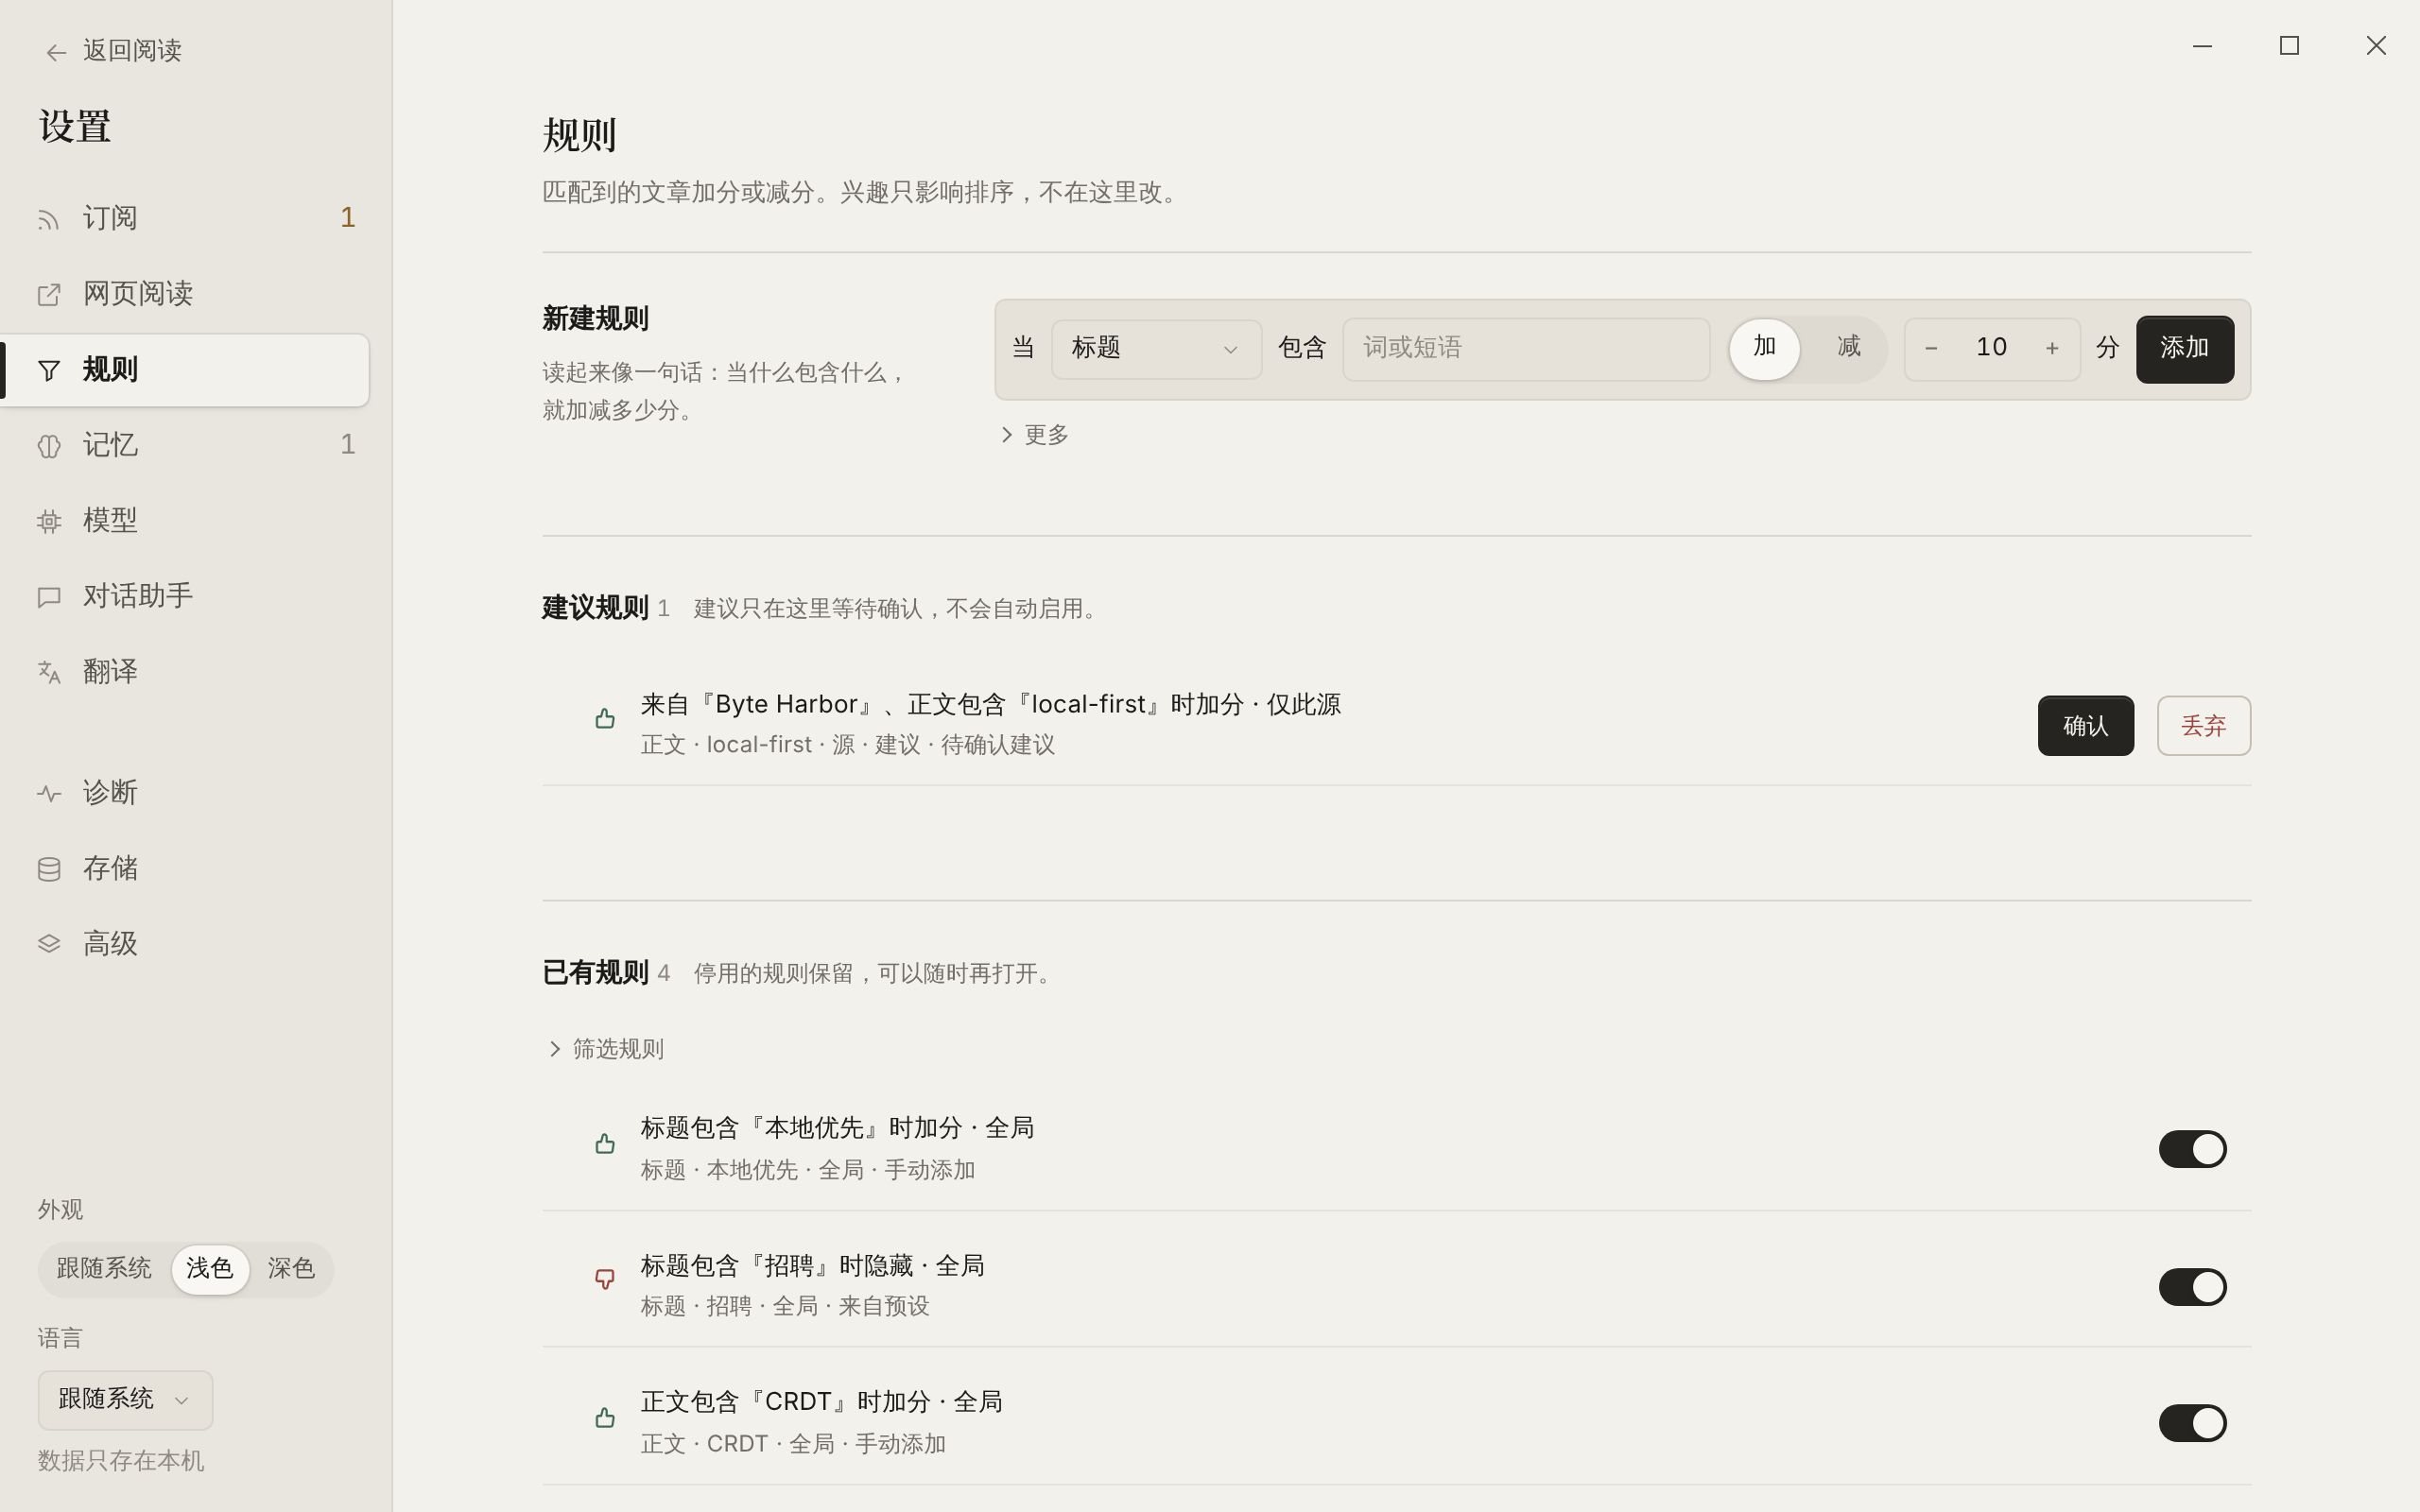 返回阅读
设置
订阅 1
网页阅读
规则
记忆 1
模型
对话助手
翻译
诊断
存储
高级
外观
跟随系统 浅色 深色
语言
跟随系统
数据只存在本机
规则
匹配到的文章加分或减分。兴趣只影响排序，不在这里改。
新建规则
读起来像一句话：当什么包含什么，
就加减多少分。
当 标题 包含 词或短语 加 减 − 10 + 分 添加
更多
建议规则 1 建议只在这里等待确认，不会自动启用。
来自『Byte Harbor』、正文包含『local-first』时加分 · 仅此源
正文 · local-first · 源 · 建议 · 待确认建议
确认 丢弃
已有规则 4 停用的规则保留，可以随时再打开。
筛选规则
标题包含『本地优先』时加分 · 全局
标题 · 本地优先 · 全局 · 手动添加
标题包含『招聘』时隐藏 · 全局
标题 · 招聘 · 全局 · 来自预设
正文包含『CRDT』时加分 · 全局
正文 · CRDT · 全局 · 手动添加